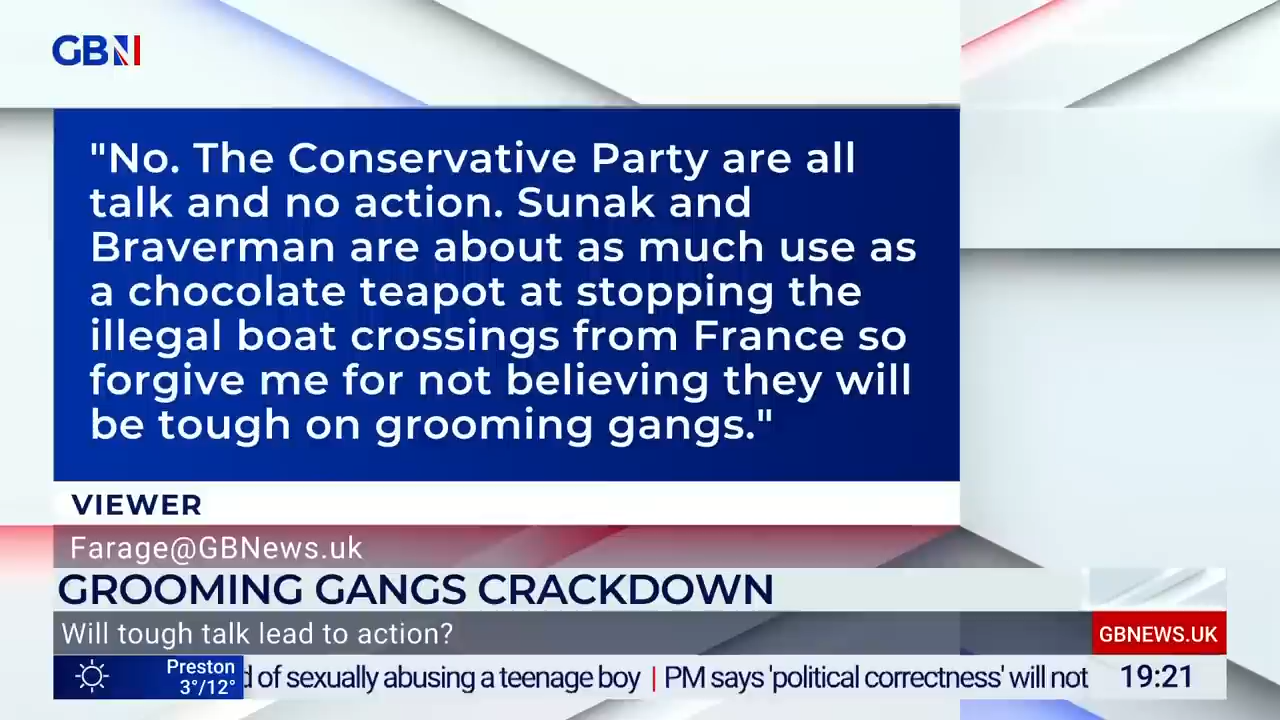 GBN
"No. The Conservative Party are all
talk and no action. Sunak and
Braverman are about as much use as
a chocolate teapot at stopping the
illegal boat crossings from France so
forgive me for not believing they will
be tough on grooming gangs."
VIEWER
Farage@GBNews.uk
GROOMING GANGS CRACKDOWN
Will tough talk lead to action?
GBNEWS.UK
Preston
3°/12°
d of sexually abusing a teenage boy | PM says 'political correctness' will not
19:21